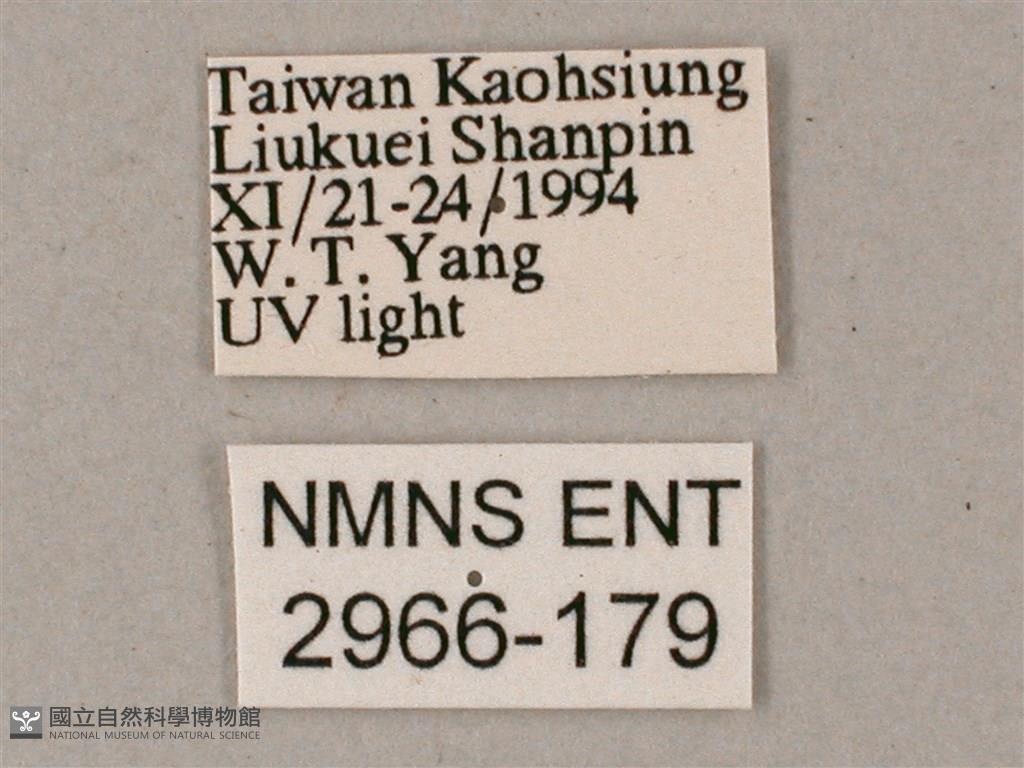 Taiwan Kaohsiung
Liukuei Shanpin
XI/21-24/1994
W. T. Yang
UV light
NMNS ENT
2966-179
國立自然科學博物館
NATIONAL MUSEUM OF NATURAL SCIENCE